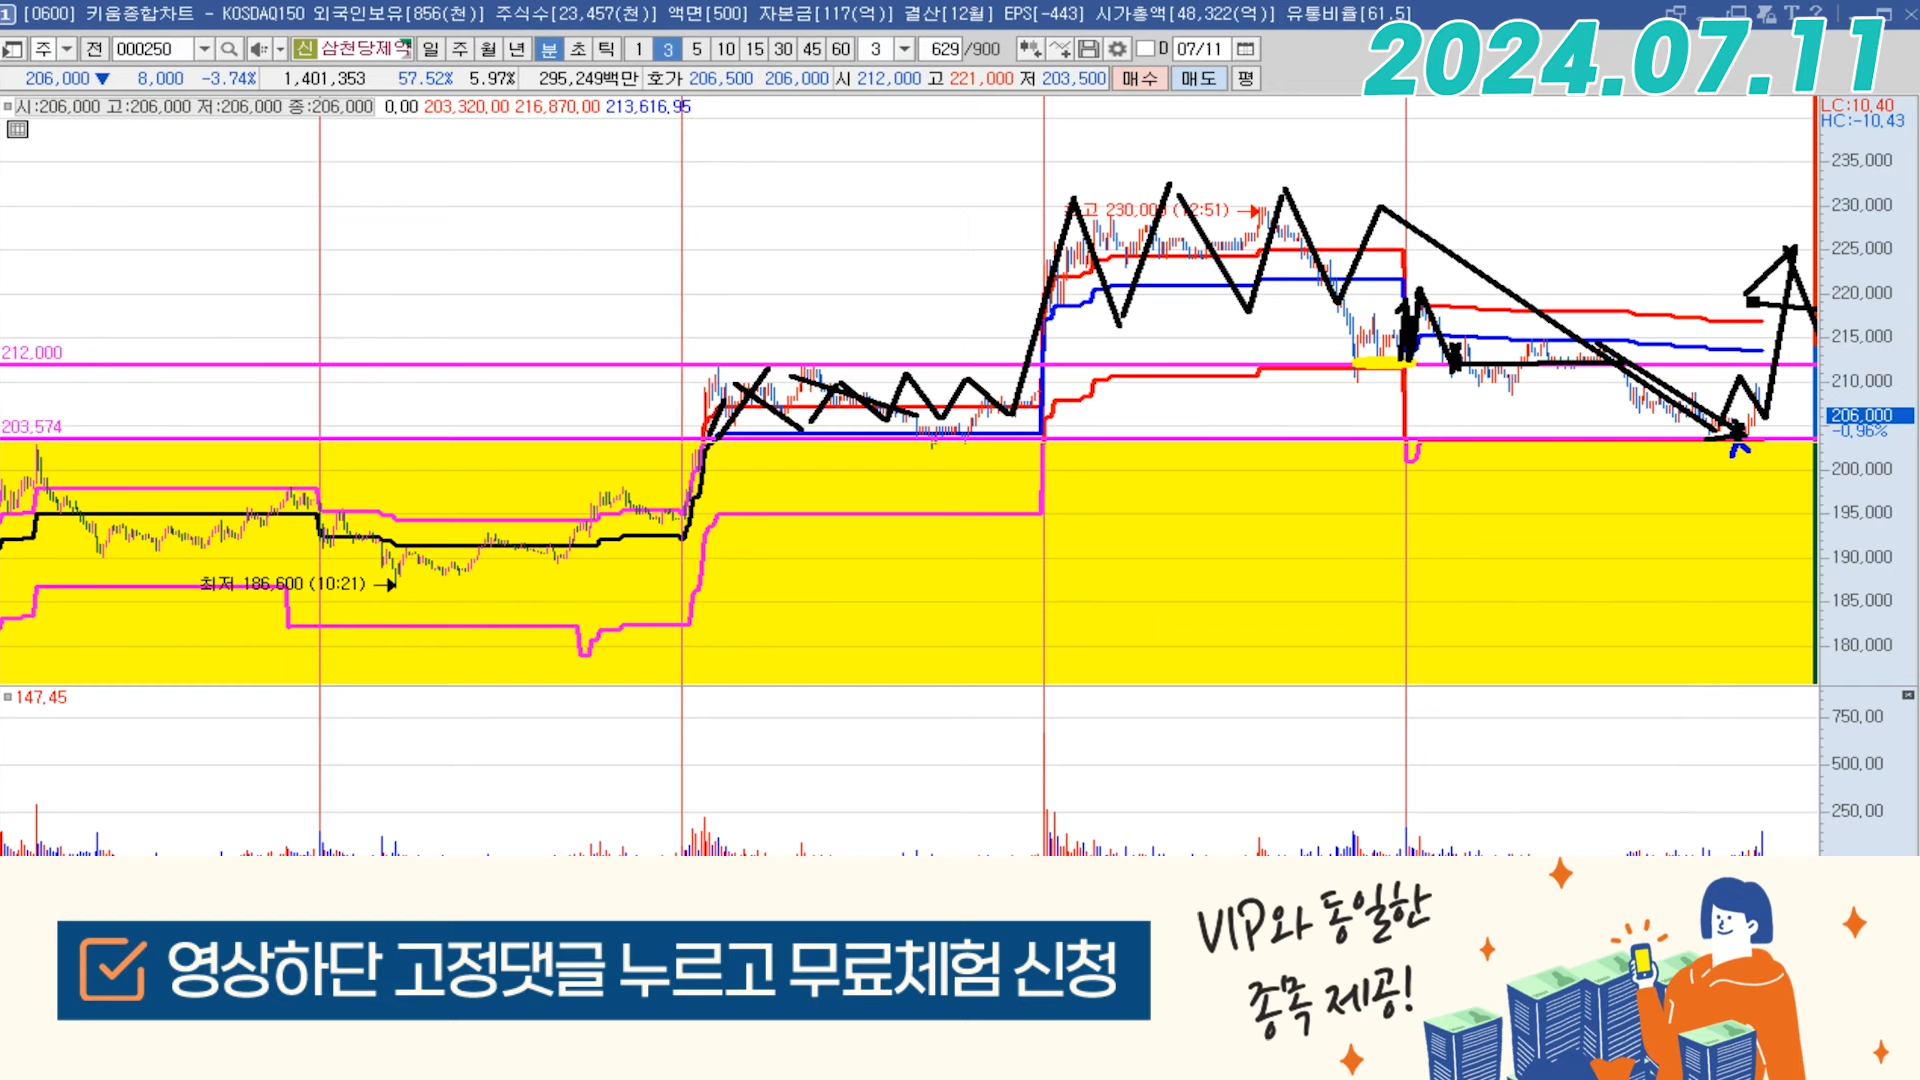 1 [0600] 키움종합차트 - KOSDAQ150 외국인보유[856(천)] 주식수[23,457(천)] 액면[500] 자본금[117(억)] 결산[12월] EPS[-443] 시가총액[48,322(억)] 유통비율[61.5]
2024.07.11
주 전 000250 신 삼천당제약 일 주 월 년 분 초 틱 1 3 5 10 15 30 45 60 3 629 /900 D 07/11
206,000 ▼ 8,000 -3.74% 1,401,353 57.52% 5.97% 295,249백만 호가 206,500 206,000 시 212,000 고 221,000 저 203,500 매수 매도 평
시:206,000 고:206,000 저:206,000 종:206,000 0.00 203,320.00 216,870.00 213,616.95
LC:10.40
HC:-10.43
235,000
230,000
225,000
220,000
215,000
210,000
206,000
-0.96%
200,000
195,000
190,000
185,000
180,000
고 230,000 (12:51)
212,000
203,574
최저 186,600 (10:21)
147.45
750.00
500.00
250.00
영상하단 고정댓글 누르고 무료체험 신청
VIP와 동일한
종목 제공!